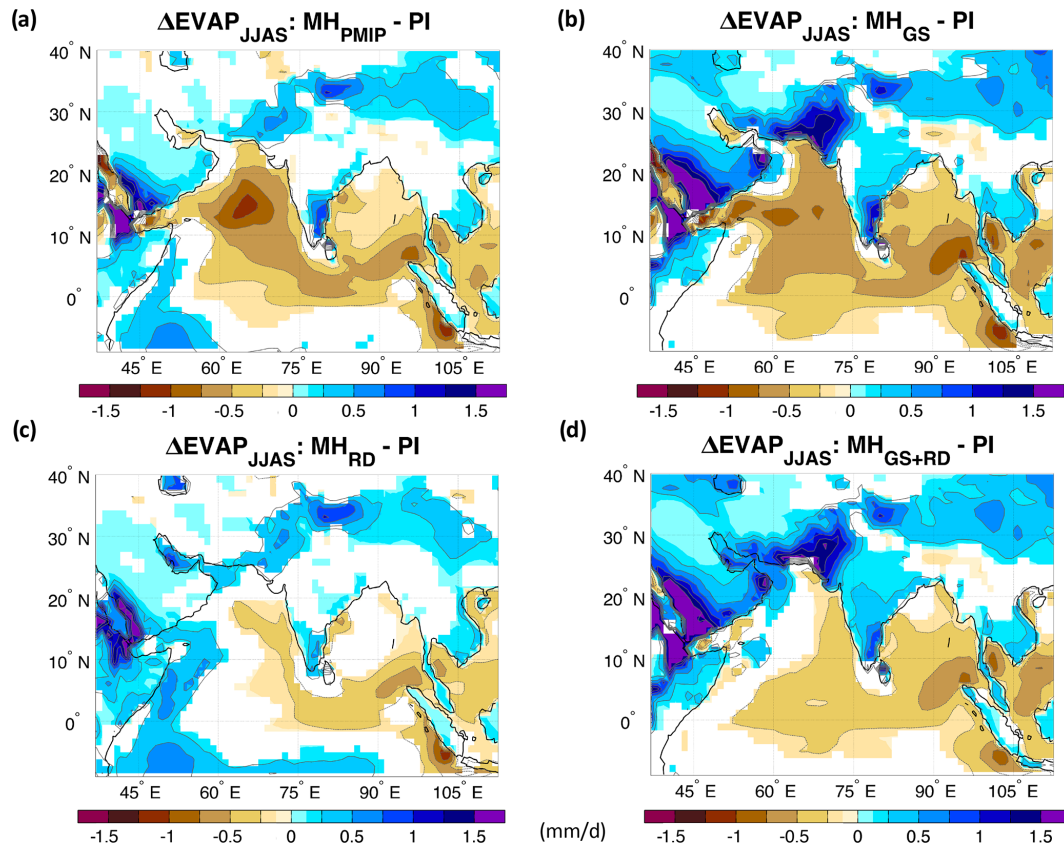 (a)
ΔEVAP_JJAS: MH_PMIP - PI
40° N
30° N
20° N
10° N
0°
45° E 60° E 75° E 90° E 105° E
-1.5 -1 -0.5 0 0.5 1 1.5
(b)
ΔEVAP_JJAS: MH_GS - PI
40° N
30° N
20° N
10° N
0°
45° E 60° E 75° E 90° E 105° E
-1.5 -1 -0.5 0 0.5 1 1.5
(c)
ΔEVAP_JJAS: MH_RD - PI
40° N
30° N
20° N
10° N
0°
45° E 60° E 75° E 90° E 105° E
-1.5 -1 -0.5 0 0.5 1 1.5
(d)
ΔEVAP_JJAS: MH_GS+RD - PI
40° N
30° N
20° N
10° N
0°
45° E 60° E 75° E 90° E 105° E
(mm/d)
-1.5 -1 -0.5 0 0.5 1 1.5